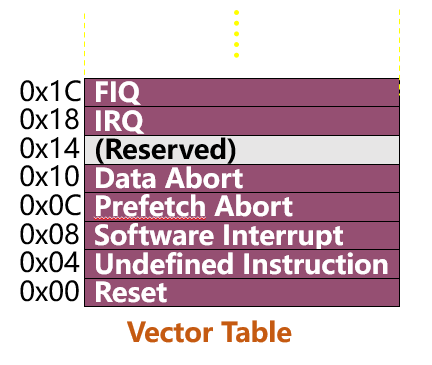 0x1C FIQ
0x18 IRQ
0x14 (Reserved)
0x10 Data Abort
0x0C Prefetch Abort
0x08 Software Interrupt
0x04 Undefined Instruction
0x00 Reset
Vector Table